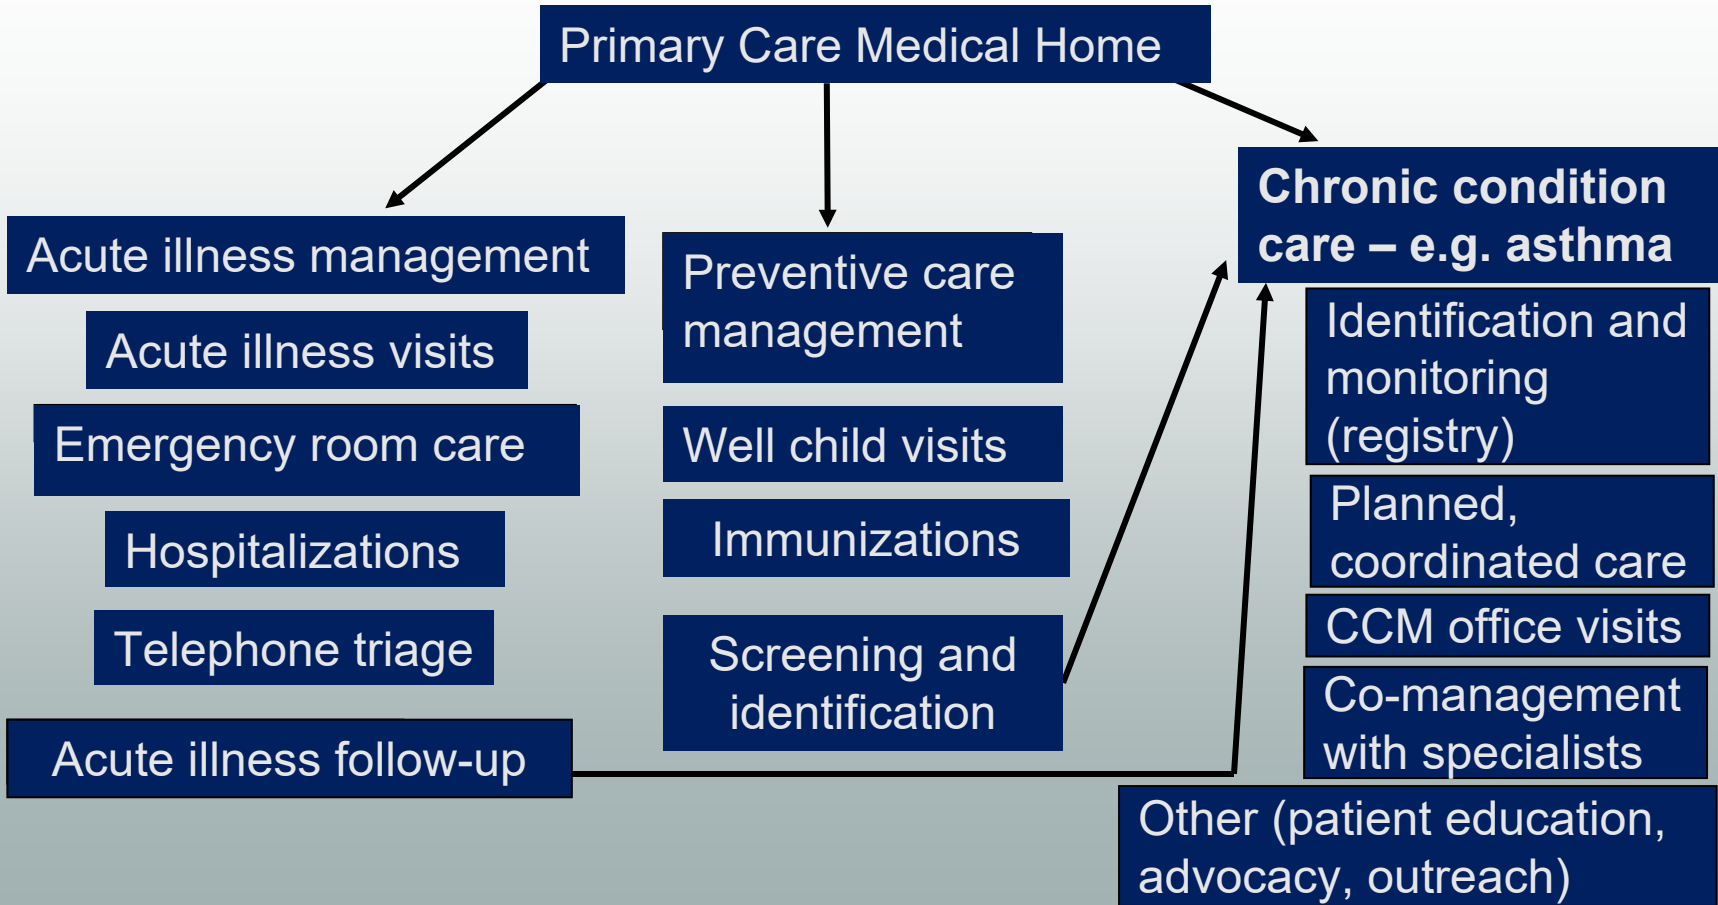 Primary Care Medical Home
Acute illness management
Acute illness visits
Emergency room care
Hospitalizations
Telephone triage
Acute illness follow-up
Preventive care
management
Well child visits
Immunizations
Screening and
identification
Chronic condition
care – e.g. asthma
Identification and
monitoring
(registry)
Planned,
coordinated care
CCM office visits
Co-management
with specialists
Other (patient education,
advocacy, outreach)